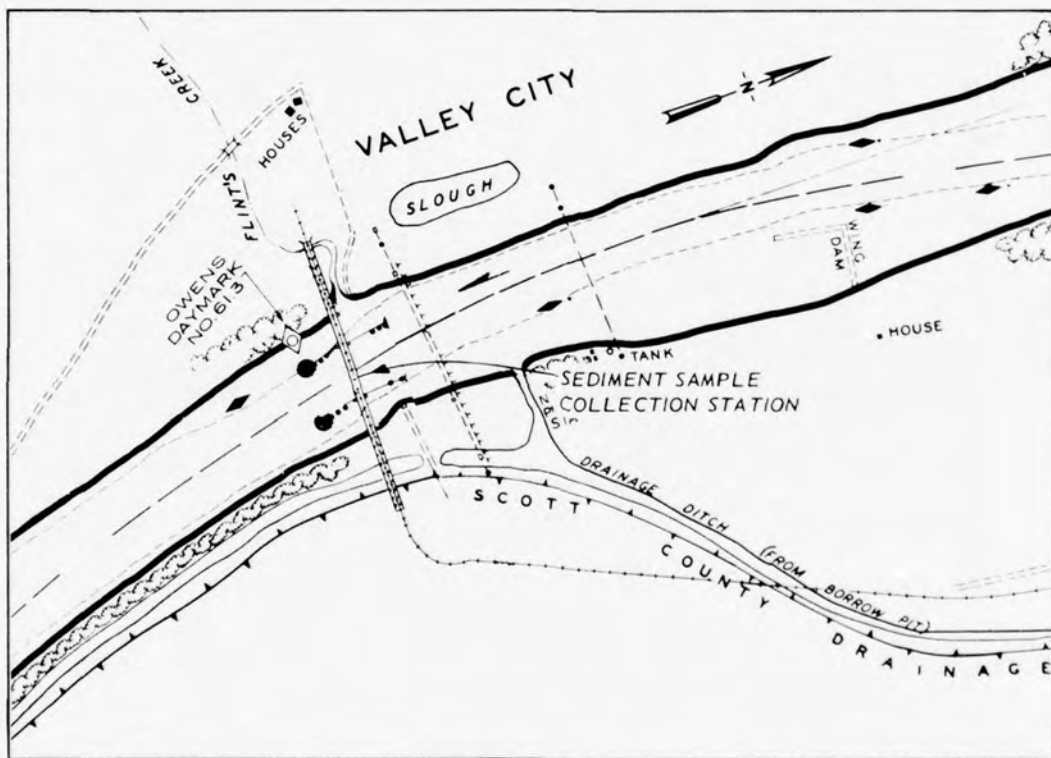 CREEK
HOUSES
VALLEY CITY
-N-
FLINT'S
SLOUGH
OWENS
DAYMARK
NO. 61.3
WING
DAM
HOUSE
TANK
SEDIMENT SAMPLE
COLLECTION STATION
DRAINAGE DITCH (FROM BORROW PIT)
SCOTT COUNTY DRAINAGE